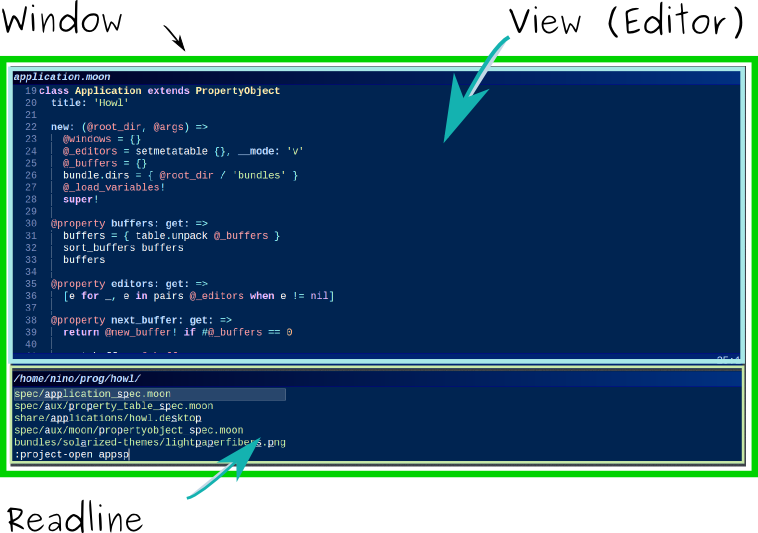 Window
View (Editor)
application.moon
19 class Application extends PropertyObject
20 title: 'Howl'
21
22 new: (@root_dir, @args) =>
23 @windows = {}
24 @_editors = setmetatable {}, __mode: 'v'
25 @_buffers = {}
26 bundle.dirs = { @root_dir / 'bundles' }
27 @_load_variables!
28 super!
29
30 @property buffers: get: =>
31 buffers = { table.unpack @_buffers }
32 sort_buffers buffers
33 buffers
34
35 @property editors: get: =>
36 [e for _, e in pairs @_editors when e != nil]
37
38 @property next_buffer: get: =>
39 return @new_buffer! if #@_buffers == 0
40
/home/nino/prog/howl/
spec/application_spec.moon
spec/aux/property_table_spec.moon
share/applications/howl.desktop
spec/aux/moon/propertyobject_spec.moon
bundles/solarized-themes/lightpaperfibers.png
:project-open appsp
Readline